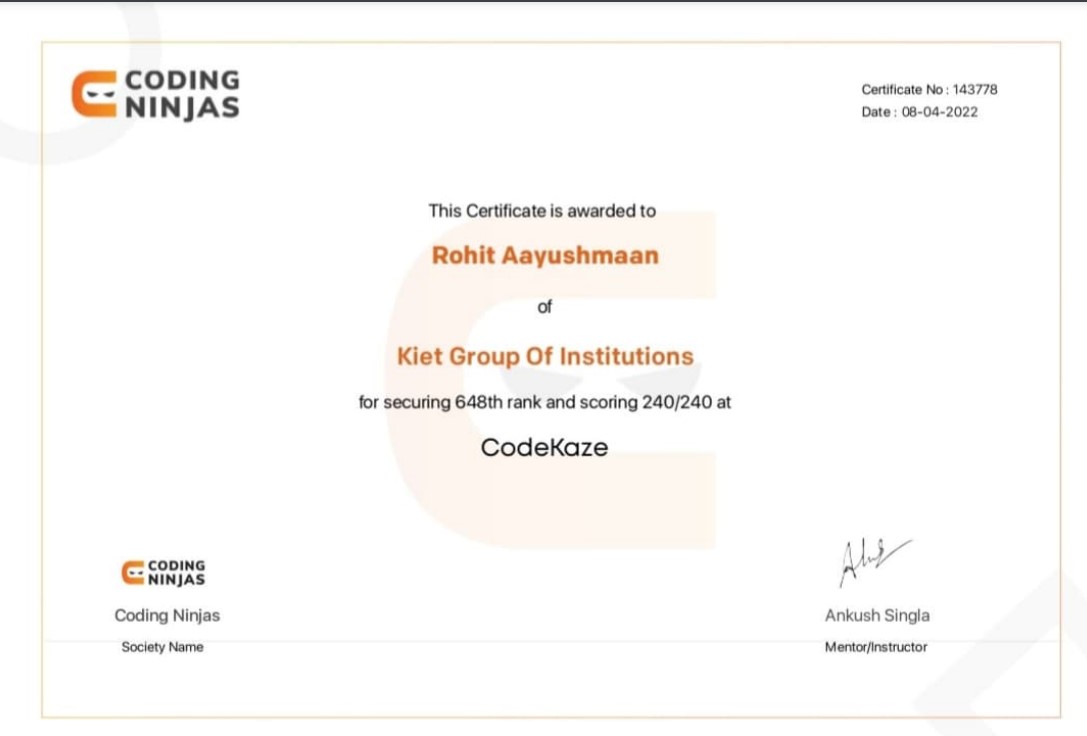 CODING
NINJAS
Certificate No : 143778
Date : 08-04-2022
This Certificate is awarded to
Rohit Aayushmaan
of
Kiet Group Of Institutions
for securing 648th rank and scoring 240/240 at
CodeKaze
CODING
NINJAS
Coding Ninjas
Society Name
Ankush Singla
Mentor/Instructor